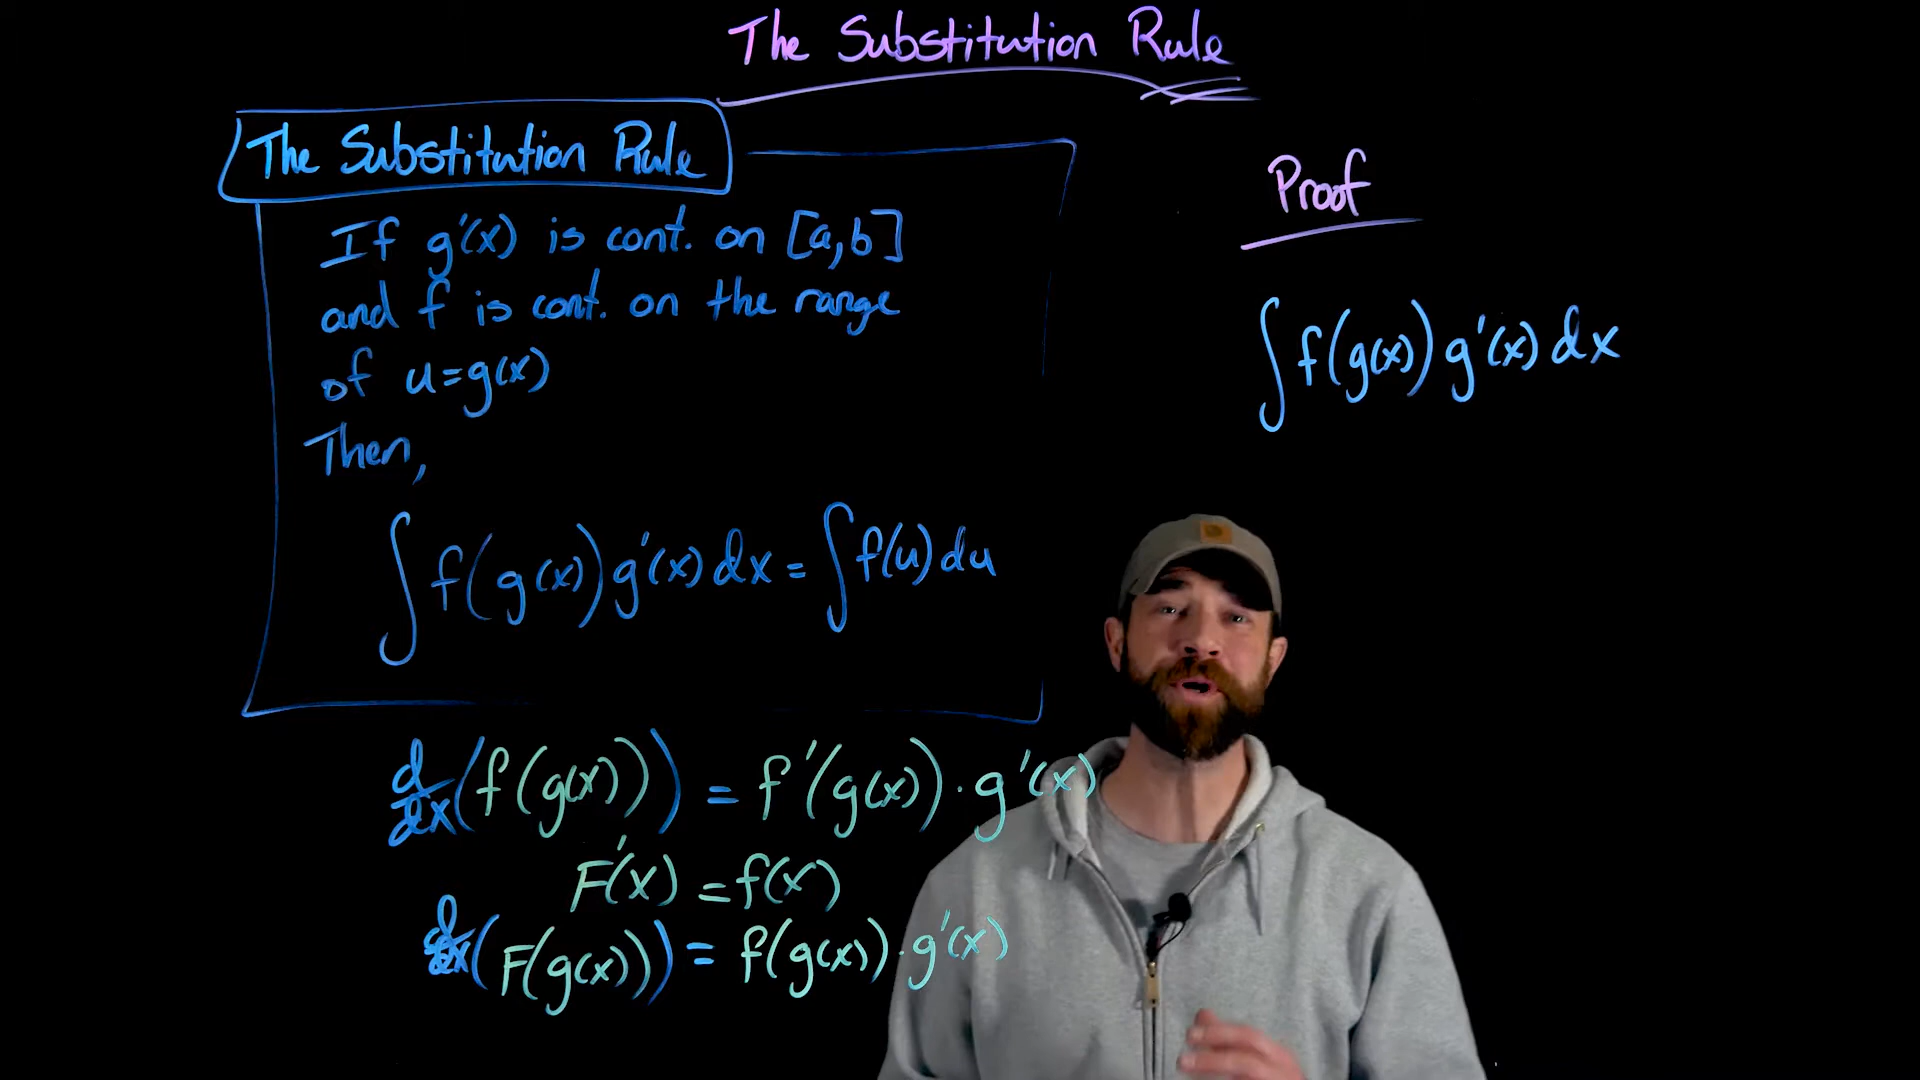 The Substitution Rule
The Substitution Rule
If g'(x) is cont. on [a,b]
and f is cont. on the range
of u=g(x)
Then,
∫f(g(x))g'(x)dx=∫f(u)du
d/dx(f(g(x)))=f'(g(x))·g'(x)
F'(x)=f(x)
d/dx(F(g(x)))=f(g(x))·g'(x)
Proof
∫f(g(x))g'(x)dx